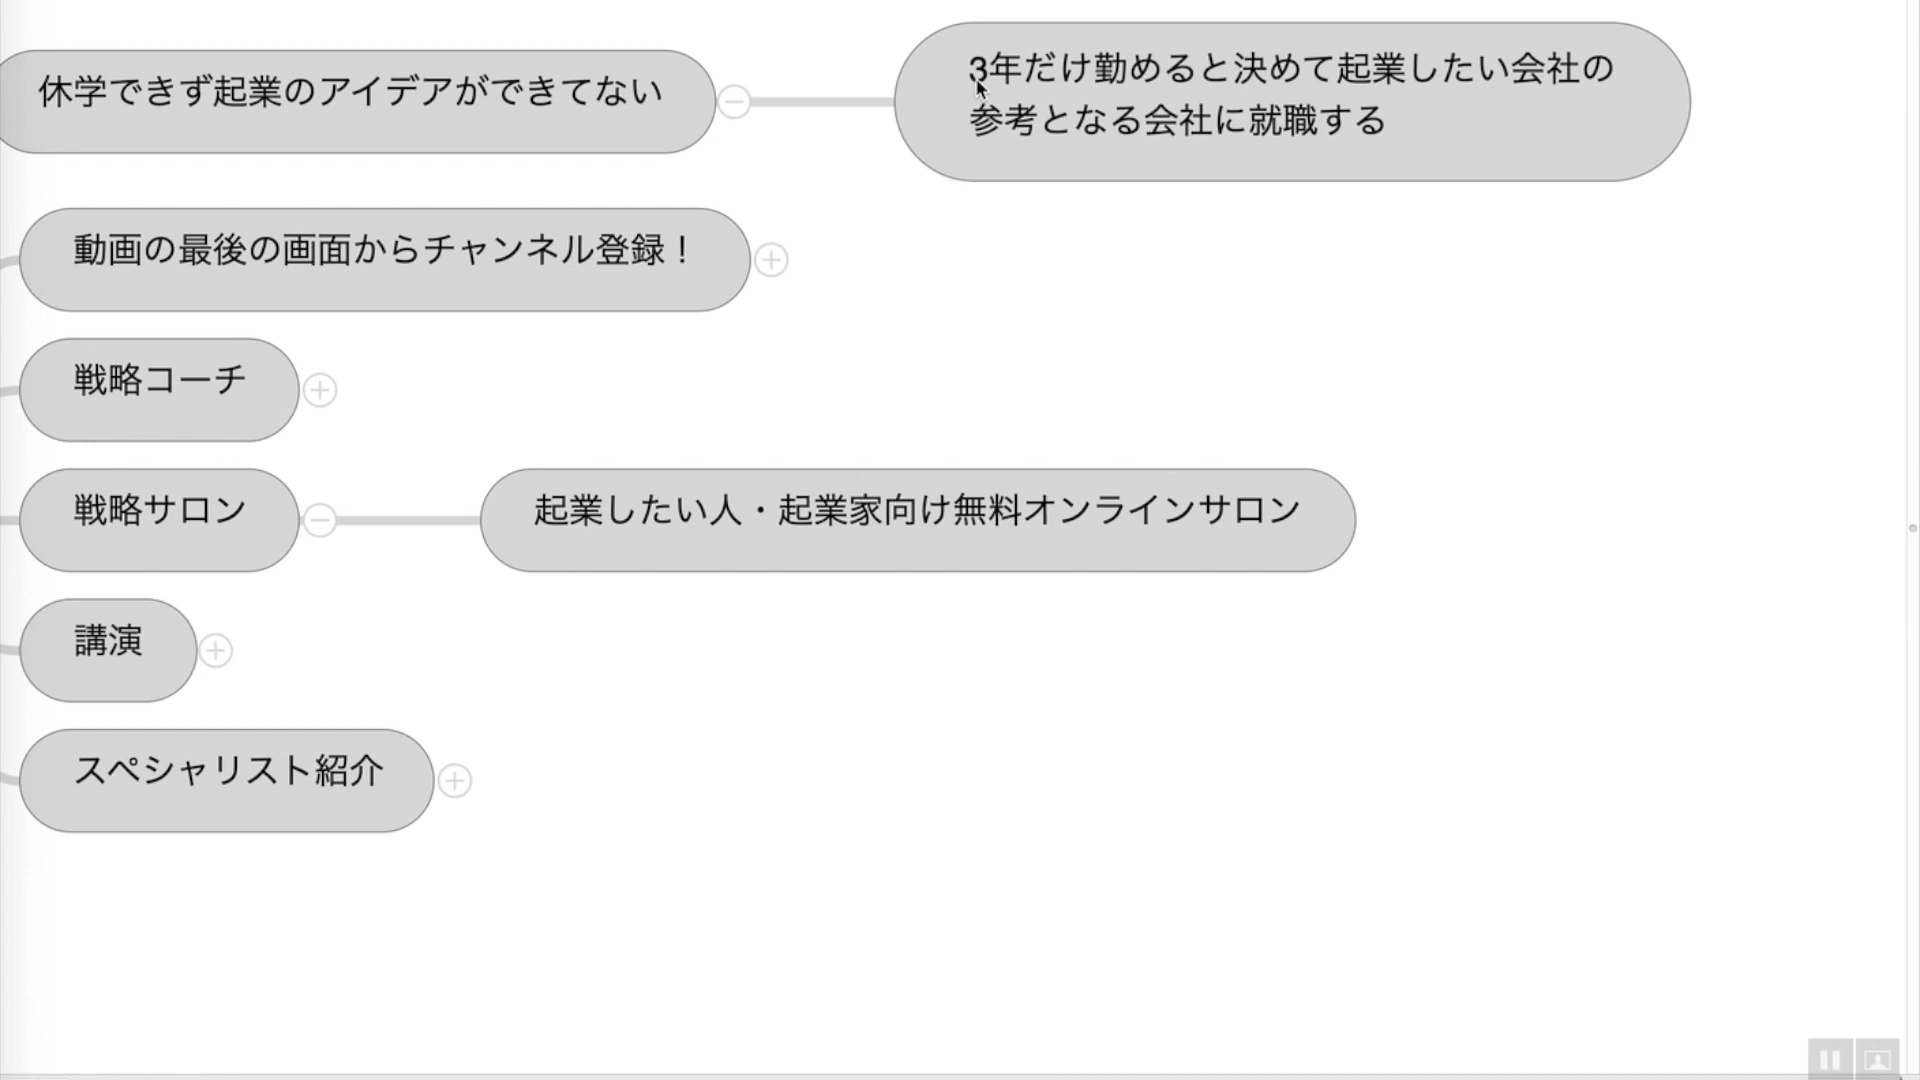 休学できず起業のアイデアができてない
3年だけ勤めると決めて起業したい会社の
参考となる会社に就職する
動画の最後の画面からチャンネル登録！
戦略コーチ
戦略サロン
起業したい人・起業家向け無料オンラインサロン
講演
スペシャリスト紹介